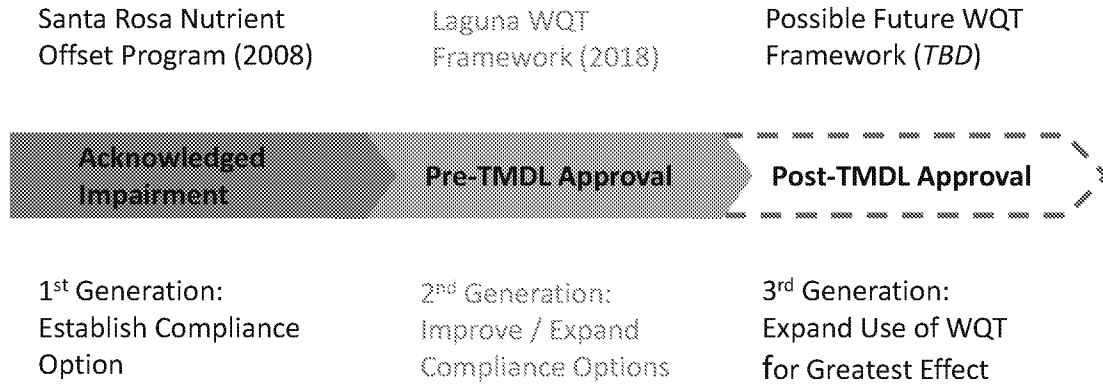 Santa Rosa Nutrient
Offset Program (2008)
Laguna WQT
Framework (2018)
Possible Future WQT
Framework (TBD)
Acknowledged
Impairment
Pre-TMDL Approval
Post-TMDL Approval
1st Generation:
Establish Compliance
Option
2nd Generation:
Improve / Expand
Compliance Options
3rd Generation:
Expand Use of WQT
for Greatest Effect